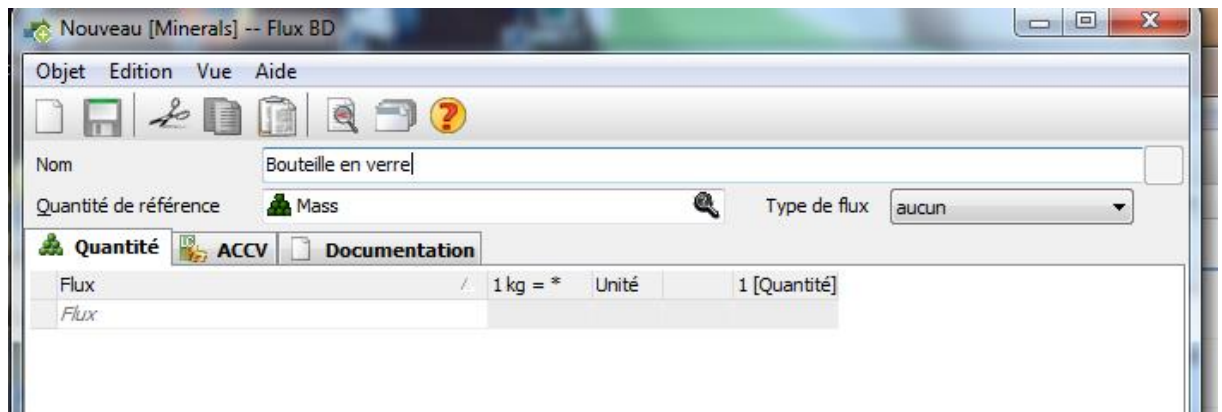 Nouveau [Minerals] -- Flux BD
Objet Edition Vue Aide
Nom Bouteille en verre
Quantité de référence Mass Type de flux aucun
Quantité ACCV Documentation
Flux 1 kg = * Unité 1 [Quantité]
Flux